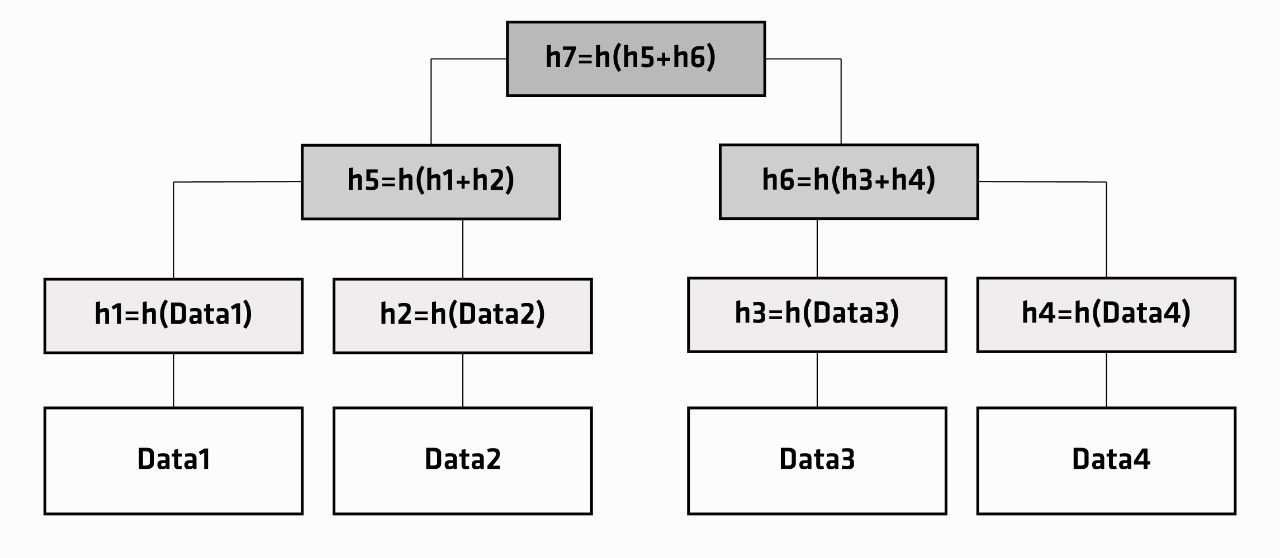 h7=h(h5+h6)
h5=h(h1+h2)
h6=h(h3+h4)
h1=h(Data1)
h2=h(Data2)
h3=h(Data3)
h4=h(Data4)
Data1
Data2
Data3
Data4